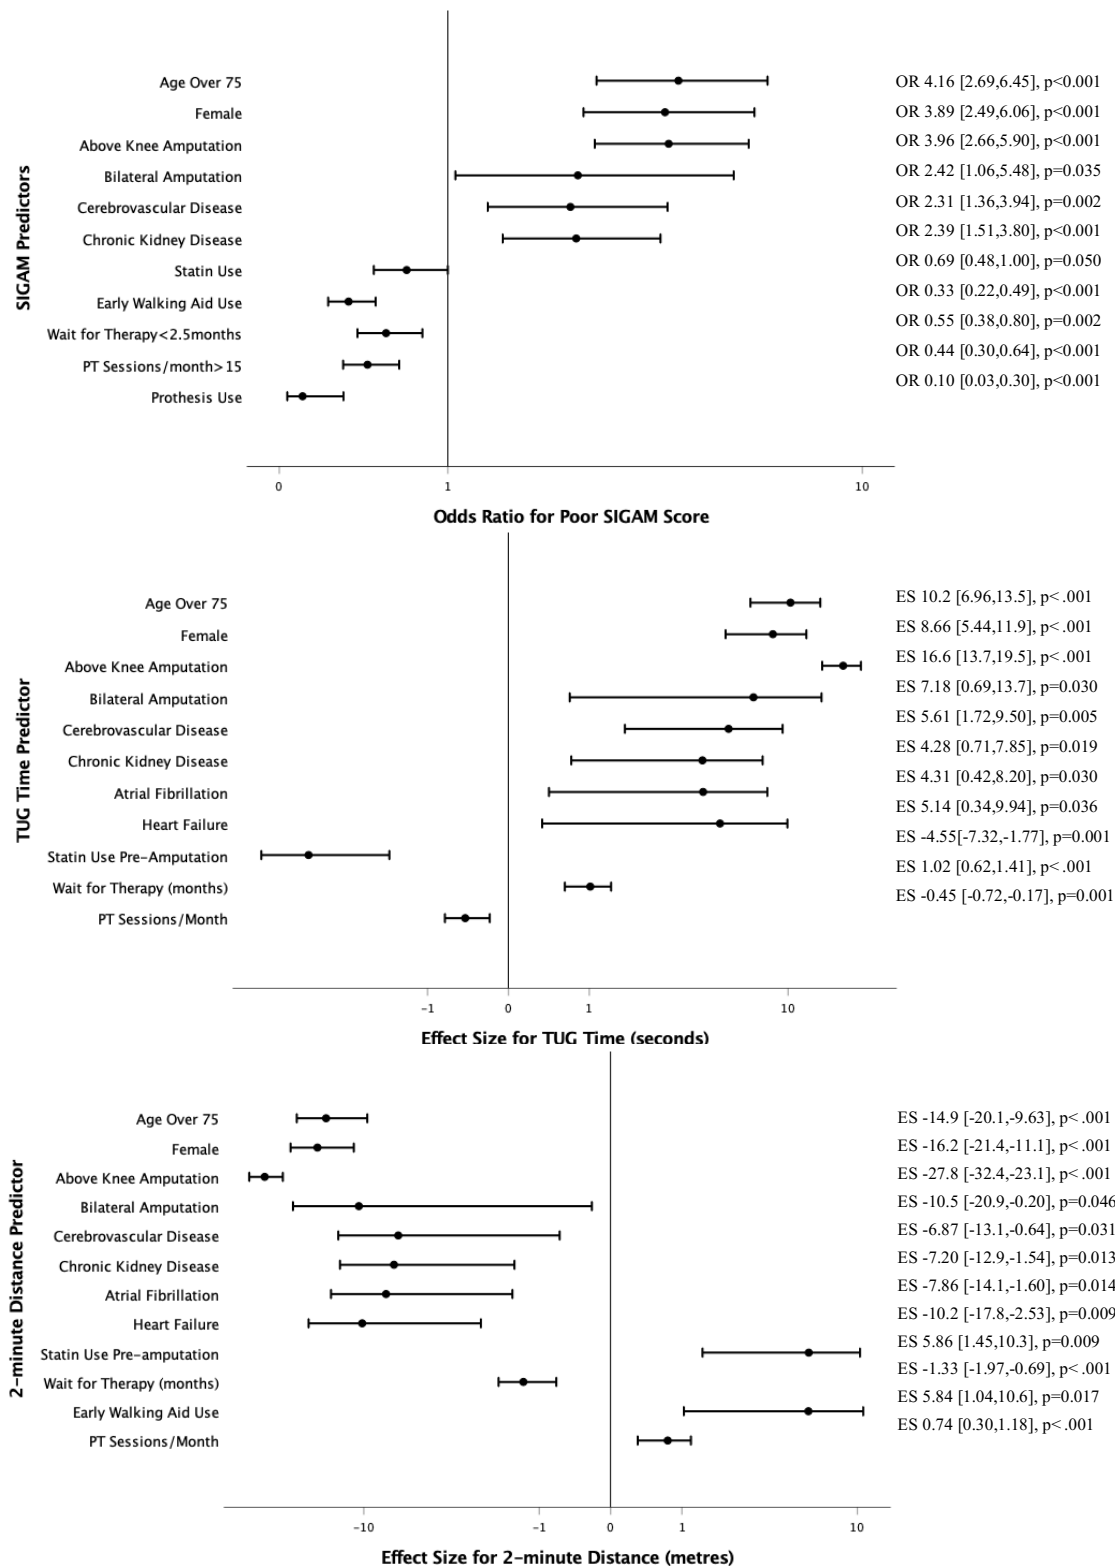 SIGAM Predictors
Age Over 75 OR 4.16 [2.69,6.45], p<0.001
Female OR 3.89 [2.49,6.06], p<0.001
Above Knee Amputation OR 3.96 [2.66,5.90], p<0.001
Bilateral Amputation OR 2.42 [1.06,5.48], p=0.035
Cerebrovascular Disease OR 2.31 [1.36,3.94], p=0.002
Chronic Kidney Disease OR 2.39 [1.51,3.80], p<0.001
Statin Use OR 0.69 [0.48,1.00], p=0.050
Early Walking Aid Use OR 0.33 [0.22,0.49], p<0.001
Wait for Therapy<2.5months OR 0.55 [0.38,0.80], p=0.002
PT Sessions/month>15 OR 0.44 [0.30,0.64], p<0.001
Prothesis Use OR 0.10 [0.03,0.30], p<0.001
0 1 10
Odds Ratio for Poor SIGAM Score
TUG Time Predictor
Age Over 75 ES 10.2 [6.96,13.5], p<.001
Female ES 8.66 [5.44,11.9], p<.001
Above Knee Amputation ES 16.6 [13.7,19.5], p<.001
Bilateral Amputation ES 7.18 [0.69,13.7], p=0.030
Cerebrovascular Disease ES 5.61 [1.72,9.50], p=0.005
Chronic Kidney Disease ES 4.28 [0.71,7.85], p=0.019
Atrial Fibrillation ES 4.31 [0.42,8.20], p=0.030
Heart Failure ES 5.14 [0.34,9.94], p=0.036
Statin Use Pre-Amputation ES -4.55[-7.32,-1.77], p=0.001
Wait for Therapy (months) ES 1.02 [0.62,1.41], p<.001
PT Sessions/Month ES -0.45 [-0.72,-0.17], p=0.001
-1 0 1 10
Effect Size for TUG Time (seconds)
2-minute Distance Predictor
Age Over 75 ES -14.9 [-20.1,-9.63], p<.001
Female ES -16.2 [-21.4,-11.1], p<.001
Above Knee Amputation ES -27.8 [-32.4,-23.1], p<.001
Bilateral Amputation ES -10.5 [-20.9,-0.20], p=0.046
Cerebrovascular Disease ES -6.87 [-13.1,-0.64], p=0.031
Chronic Kidney Disease ES -7.20 [-12.9,-1.54], p=0.013
Atrial Fibrillation ES -7.86 [-14.1,-1.60], p=0.014
Heart Failure ES -10.2 [-17.8,-2.53], p=0.009
Statin Use Pre-amputation ES 5.86 [1.45,10.3], p=0.009
Wait for Therapy (months) ES -1.33 [-1.97,-0.69], p<.001
Early Walking Aid Use ES 5.84 [1.04,10.6], p=0.017
PT Sessions/Month ES 0.74 [0.30,1.18], p<.001
-10 -1 0 1 10
Effect Size for 2-minute Distance (metres)